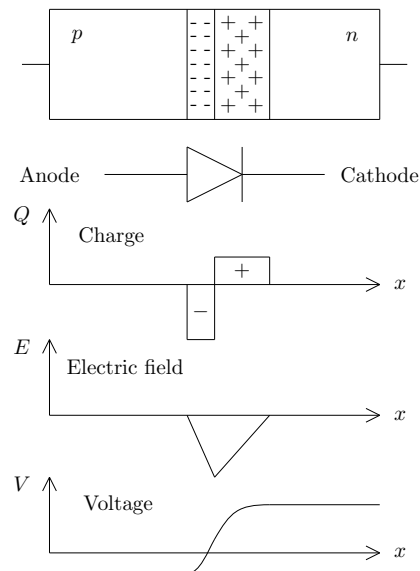 p n
- - + +
- - +
- - + +
- - +
- - + +
- - +
- - + +
Anode Cathode
Q
Charge
+
x
−
E
Electric field
x
V
Voltage
x